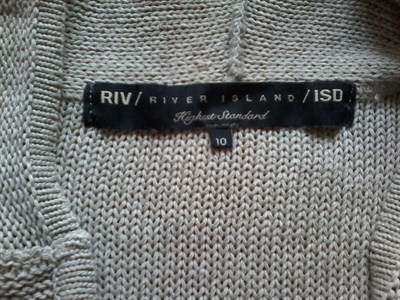 RIV/ RIVER ISLAND /ISD
Highest Standard
10